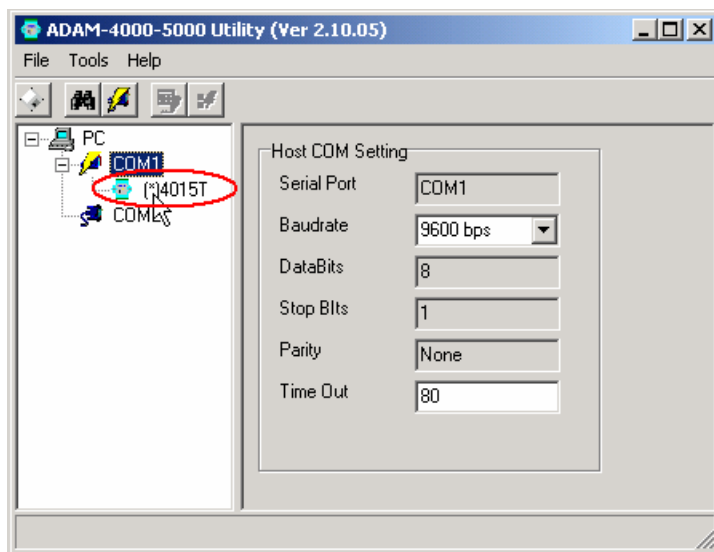 ADAM-4000-5000 Utility (Ver 2.10.05)
File Tools Help
PC
COM1
(*)4015T
Host COM Setting
Serial Port COM1
Baudrate 9600 bps
DataBits 8
Stop BIts 1
Parity None
Time Out 80